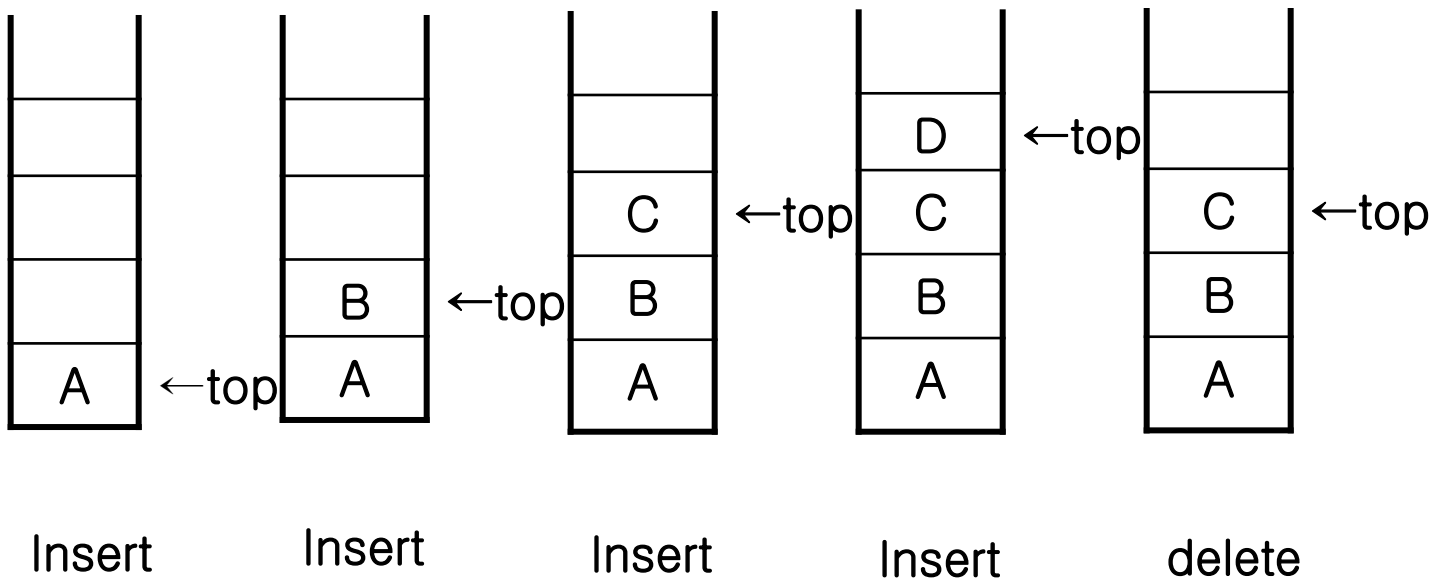 D ←top
C ←top C ←top C
B ←top B B B
A ←top A A A A
Insert Insert Insert Insert delete